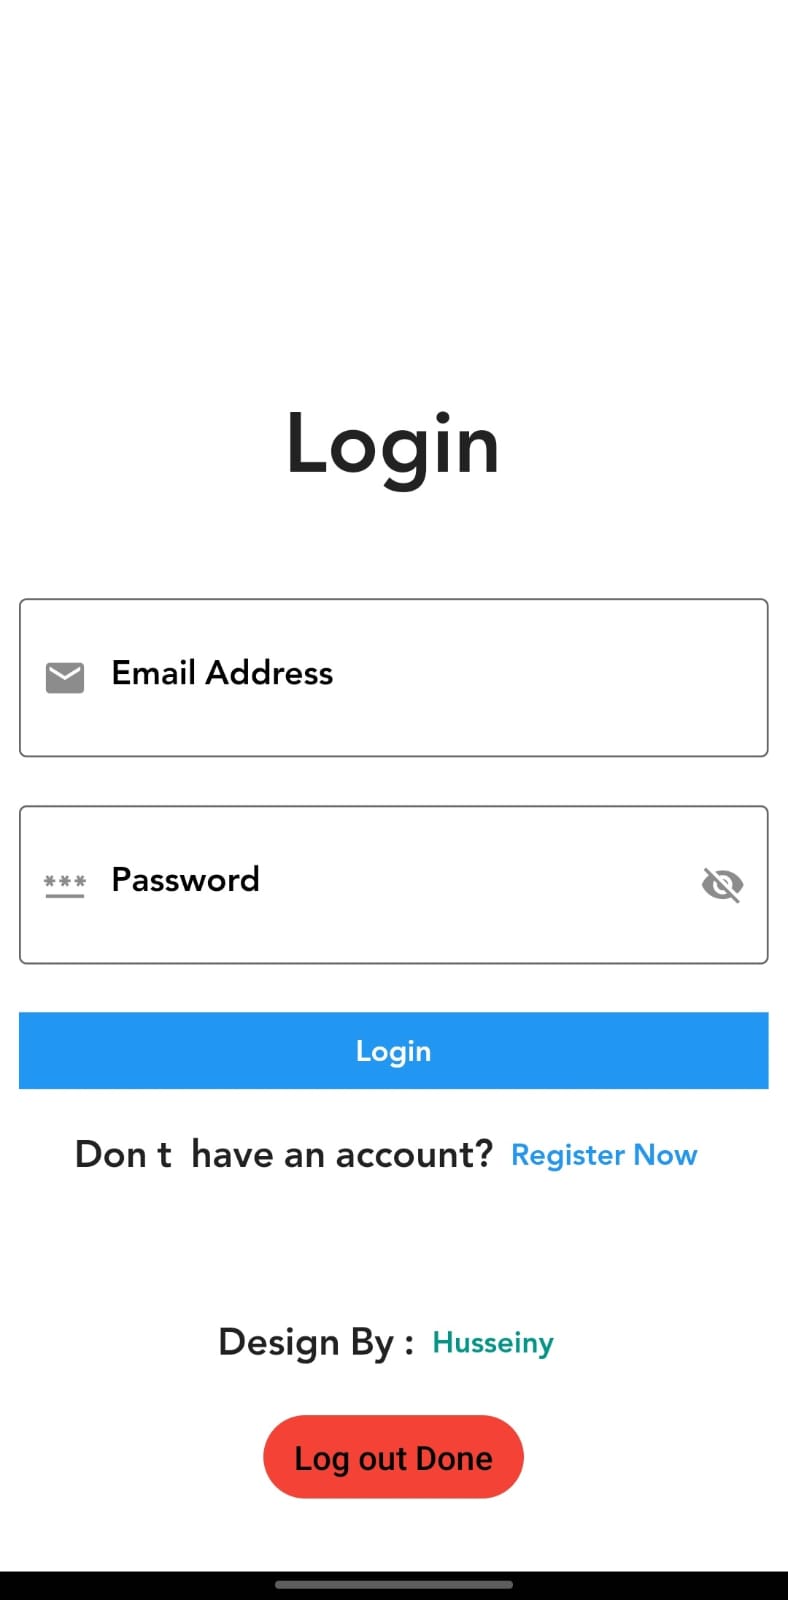 Login
Email Address
*** Password
Login
Don t  have an account? Register Now
Design By : Husseiny
Log out Done